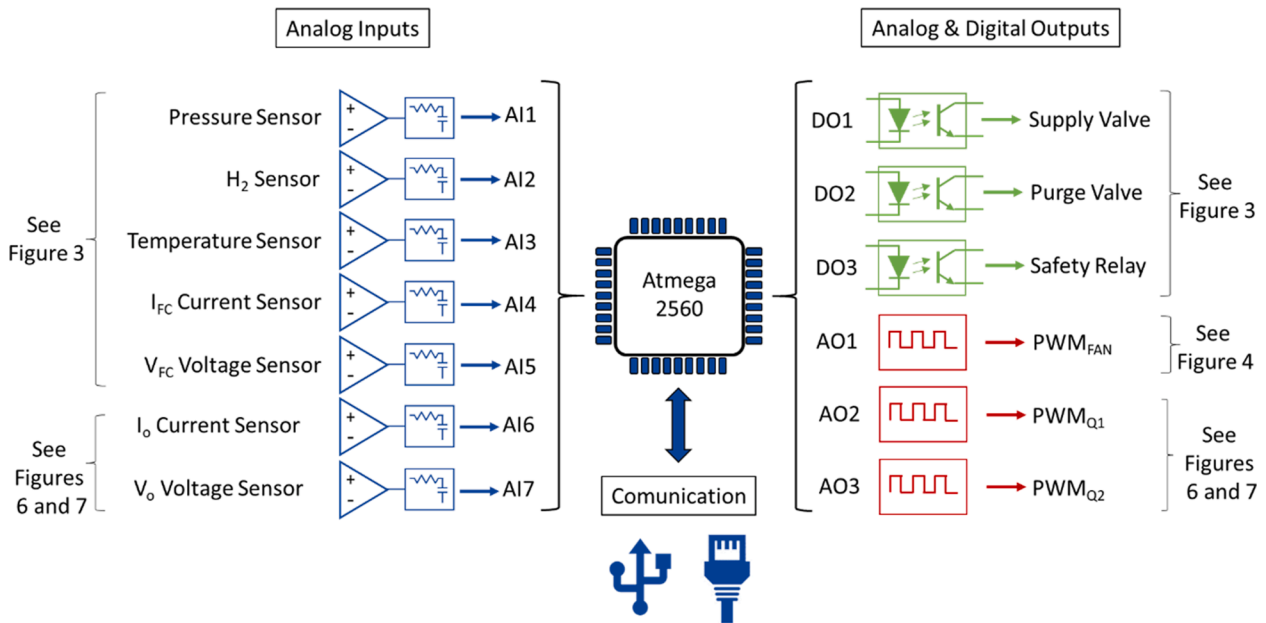 Analog Inputs
Analog & Digital Outputs
See
Figure 3
Pressure Sensor
+
-
AI1
H2 Sensor
+
-
AI2
Temperature Sensor
+
-
AI3
IFC Current Sensor
+
-
AI4
VFC Voltage Sensor
+
-
AI5
See
Figures
6 and 7
Io Current Sensor
+
-
AI6
Vo Voltage Sensor
+
-
AI7
Atmega
2560
Comunication
DO1
Supply Valve
DO2
Purge Valve
DO3
Safety Relay
See
Figure 3
AO1
PWMFAN
See
Figure 4
AO2
PWMQ1
AO3
PWMQ2
See
Figures
6 and 7